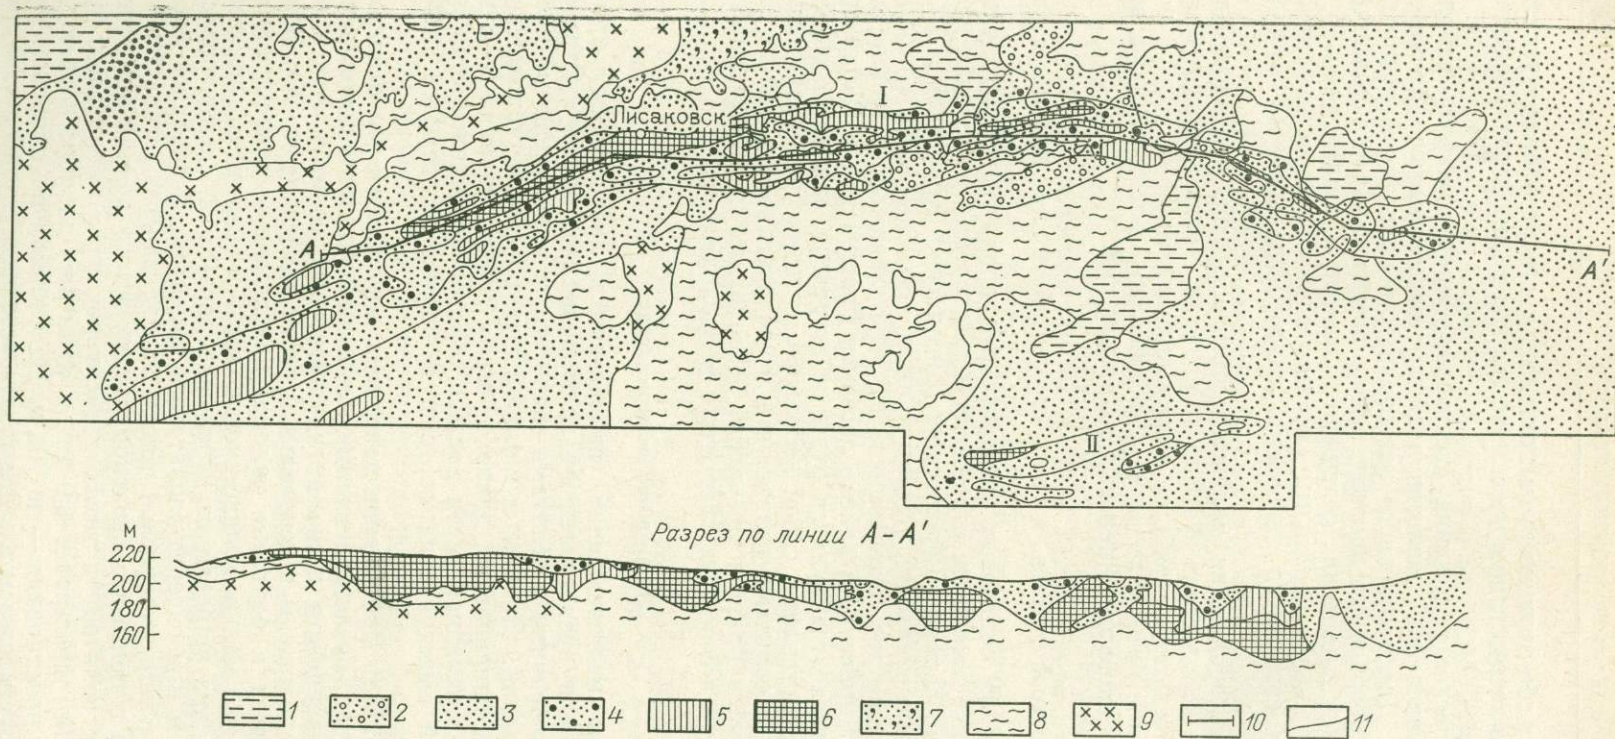 I
Лисаковск
А
А'
II
Разрез по линии А-А'
м
220
200
180
160
1 2 3 4 5 6 7 8 9 10 11